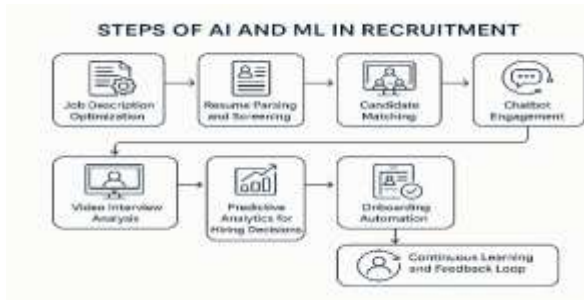 STEPS OF AI AND ML IN RECRUITMENT
Job Description
Optimization
Resume Parsing
and Screening
Candidate
Matching
Chatbot
Engagement
Video Interview
Analysis
Predictive
Analytics for
Hiring Decisions
Onboarding
Automation
Continuous Learning
and Feedback Loop